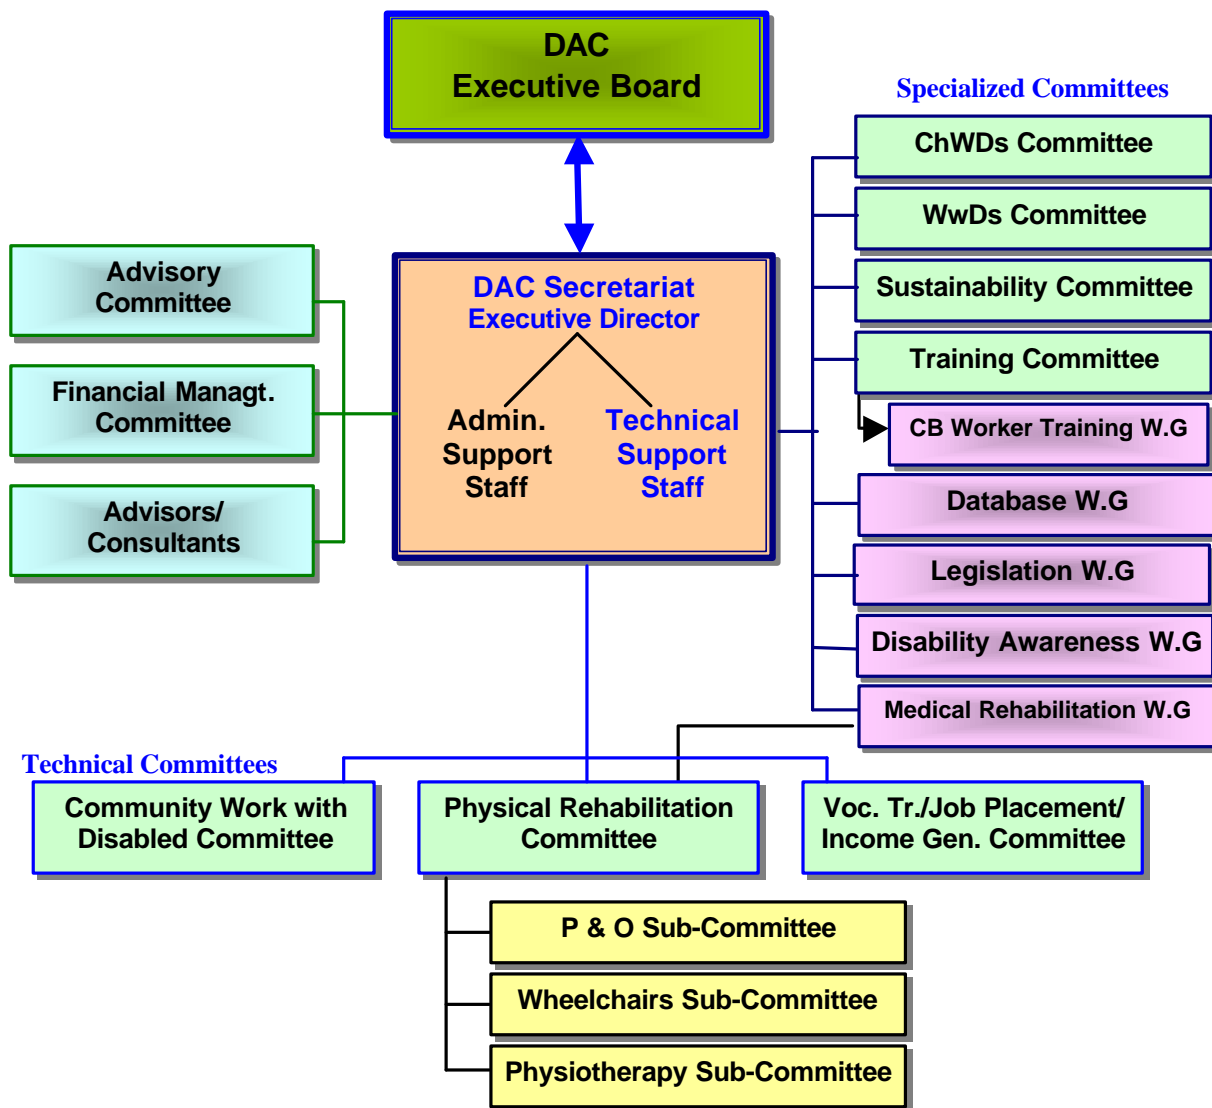 DAC
Executive Board
Specialized Committees
ChWDs Committee
WwDs Committee
Sustainability Committee
Training Committee
CB Worker Training W.G
Database W.G
Legislation W.G
Disability Awareness W.G
Medical Rehabilitation W.G
Advisory
Committee
Financial Managt.
Committee
Advisors/
Consultants
DAC Secretariat
Executive Director
Admin.
Support
Staff
Technical
Support
Staff
Technical Committees
Community Work with
Disabled Committee
Physical Rehabilitation
Committee
Voc. Tr./Job Placement/
Income Gen. Committee
P & O Sub-Committee
Wheelchairs Sub-Committee
Physiotherapy Sub-Committee